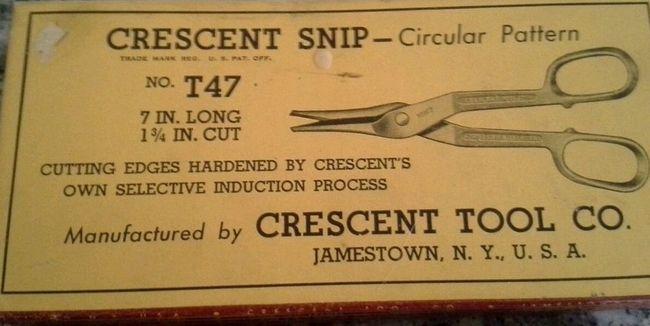 CRESCENT SNIP — Circular Pattern
TRADE MARK REG. U. S. PAT. OFF.
NO. T47
7 IN. LONG
1¾ IN. CUT
CUTTING EDGES HARDENED BY CRESCENT'S
OWN SELECTIVE INDUCTION PROCESS
Manufactured by CRESCENT TOOL CO.
JAMESTOWN, N. Y., U. S. A.